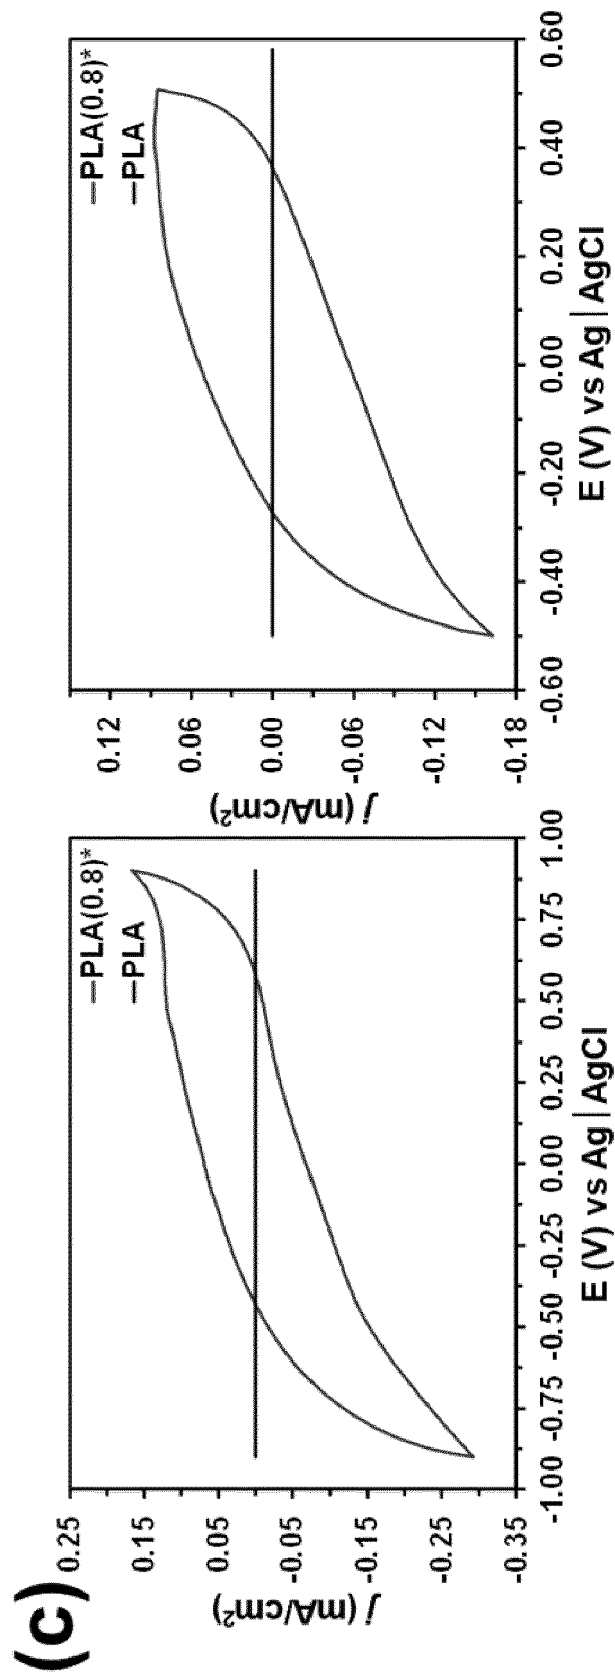 (c)
0.25
0.15
0.05
-0.05
-0.15
-0.25
-0.35
j (mA/cm²)
-1.00 -0.75 -0.50 -0.25 0.00 0.25 0.50 0.75 1.00
E (V) vs Ag|AgCl
—PLA(0.8)*
—PLA
0.12
0.06
0.00
-0.06
-0.12
-0.18
j (mA/cm²)
-0.60 -0.40 -0.20 0.00 0.20 0.40 0.60
E (V) vs Ag|AgCl
—PLA(0.8)*
—PLA